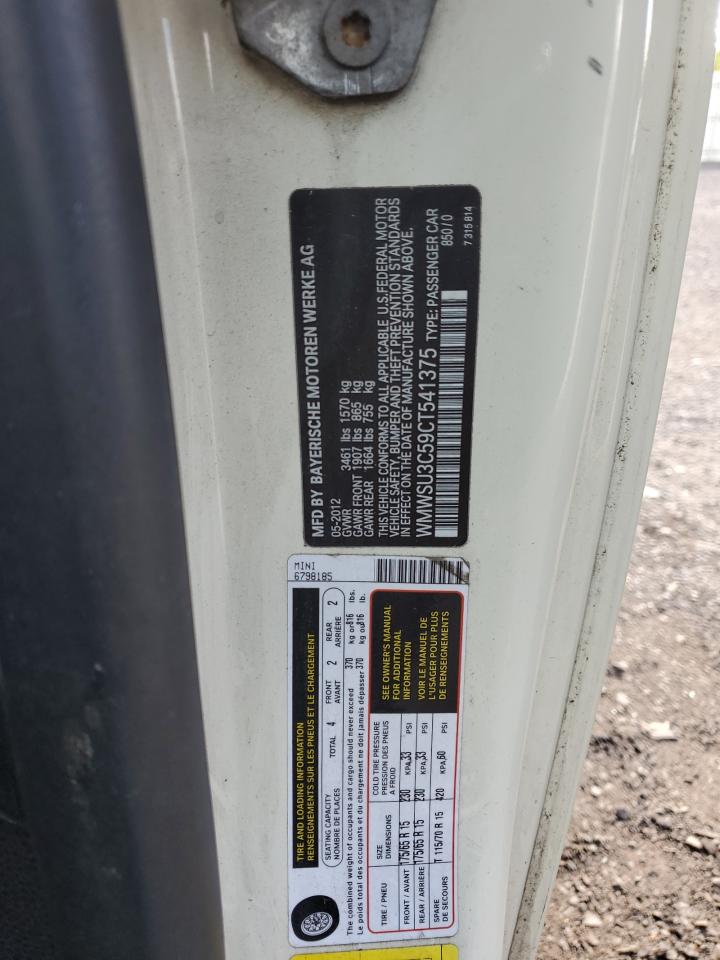 MFD BY BAYERISCHE MOTOREN WERKE AG
05-2012
GVWR 3461 lbs 1570 kg
GAWR FRONT 1907 lbs 865 kg
GAWR REAR 1664 lbs 755 kg
THIS VEHICLE CONFORMS TO ALL APPLICABLE U.S.FEDERAL MOTOR
VEHICLE SAFETY, BUMPER AND THEFT PREVENTION STANDARDS
IN EFFECT ON THE DATE OF MANUFACTURE SHOWN ABOVE.
WMWSU3C59CT541375 TYPE: PASSENGER CAR
850/0
7 315 814
MINI
6798185
TIRE AND LOADING INFORMATION
RENSEIGNEMENTS SUR LES PNEUS ET LE CHARGEMENT
SEATING CAPACITY
NOMBRE DE PLACES
TOTAL 4
FRONT
AVANT
2
REAR
ARRIÈRE
2
The combined weight of occupants and cargo should never exceed 370 kg or 816 lbs.
Le poids total des occupants et du chargement ne doit jamais dépasser 370 kg ou 816 lb.
TIRE / PNEU
SIZE
DIMENSIONS
COLD TIRE PRESSURE
PRESSION DES PNEUS
A FROID
FRONT / AVANT 175/65 R 15 230 KPA, 33 PSI
REAR / ARRIÈRE 175/65 R 15 230 KPA, 33 PSI
SPARE
DE SECOURS
T 115/70 R 15 420 KPA, 60 PSI
SEE OWNER'S MANUAL
FOR ADDITIONAL
INFORMATION
VOIR LE MANUEL DE
L'USAGER POUR PLUS
DE RENSEIGNEMENTS